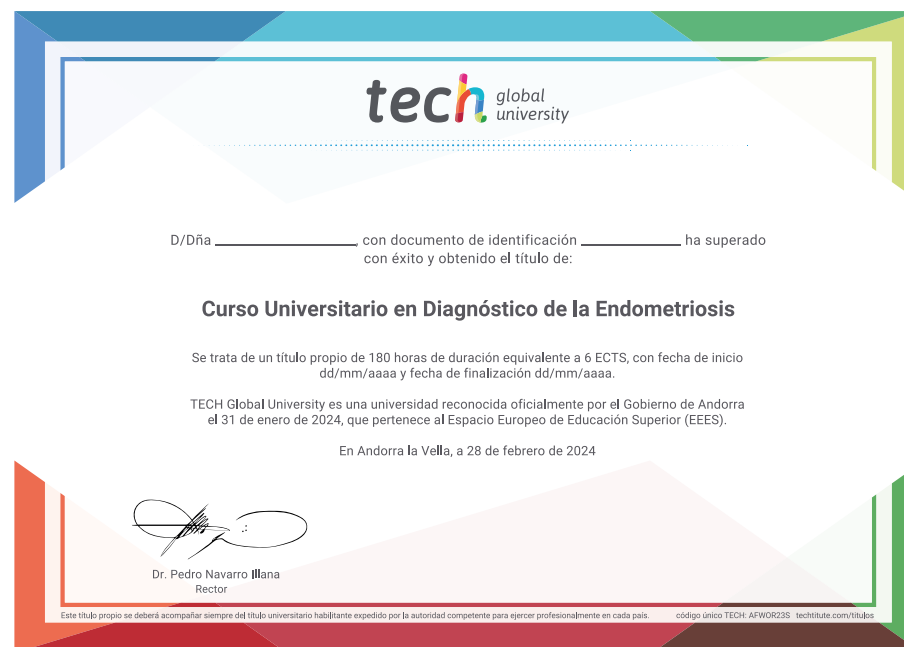 tech global
university
D/Dña ____________, con documento de identificación ____________ ha superado
con éxito y obtenido el título de:
Curso Universitario en Diagnóstico de la Endometriosis
Se trata de un título propio de 180 horas de duración equivalente a 6 ECTS, con fecha de inicio
dd/mm/aaaa y fecha de finalización dd/mm/aaaa.
TECH Global University es una universidad reconocida oficialmente por el Gobierno de Andorra
el 31 de enero de 2024, que pertenece al Espacio Europeo de Educación Superior (EEES).
En Andorra la Vella, a 28 de febrero de 2024
Dr. Pedro Navarro Illana
Rector
Este título propio se deberá acompañar siempre del título universitario habilitante expedido por la autoridad competente para ejercer profesionalmente en cada país. código único TECH: AFWOR23S techtitute.com/titulos